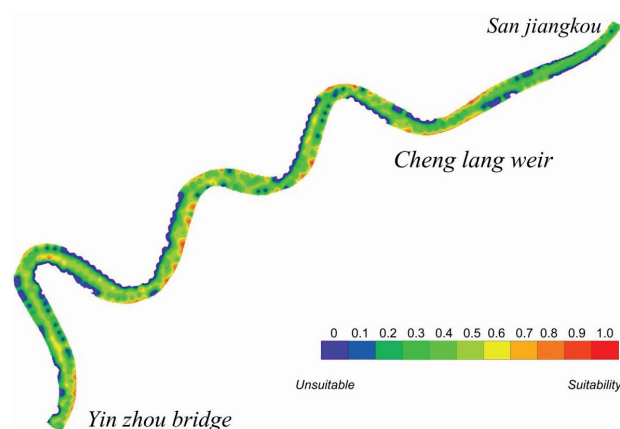 San jiangkou
Cheng lang weir
0 0.1 0.2 0.3 0.4 0.5 0.6 0.7 0.8 0.9 1.0
Unsuitable Suitability
Yin zhou bridge